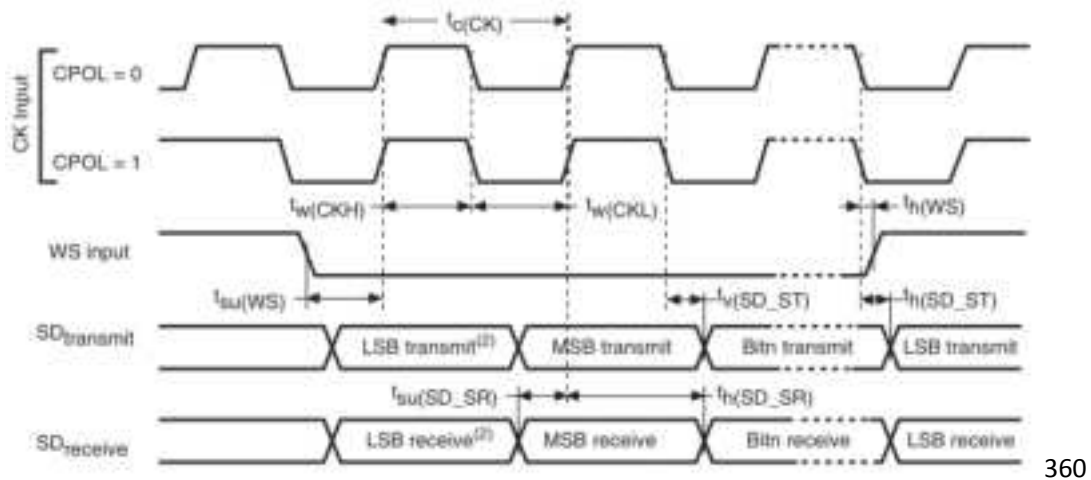 tc(CK)
CK Input
CPOL = 0
CPOL = 1
tw(CKH)
tw(CKL)
th(WS)
WS input
tsu(WS)
tv(SD_ST)
th(SD_ST)
SDtransmit
LSB transmit(2)
MSB transmit
Bitn transmit
LSB transmit
tsu(SD_SR)
th(SD_SR)
SDreceive
LSB receive(2)
MSB receive
Bitn receive
LSB receive
360